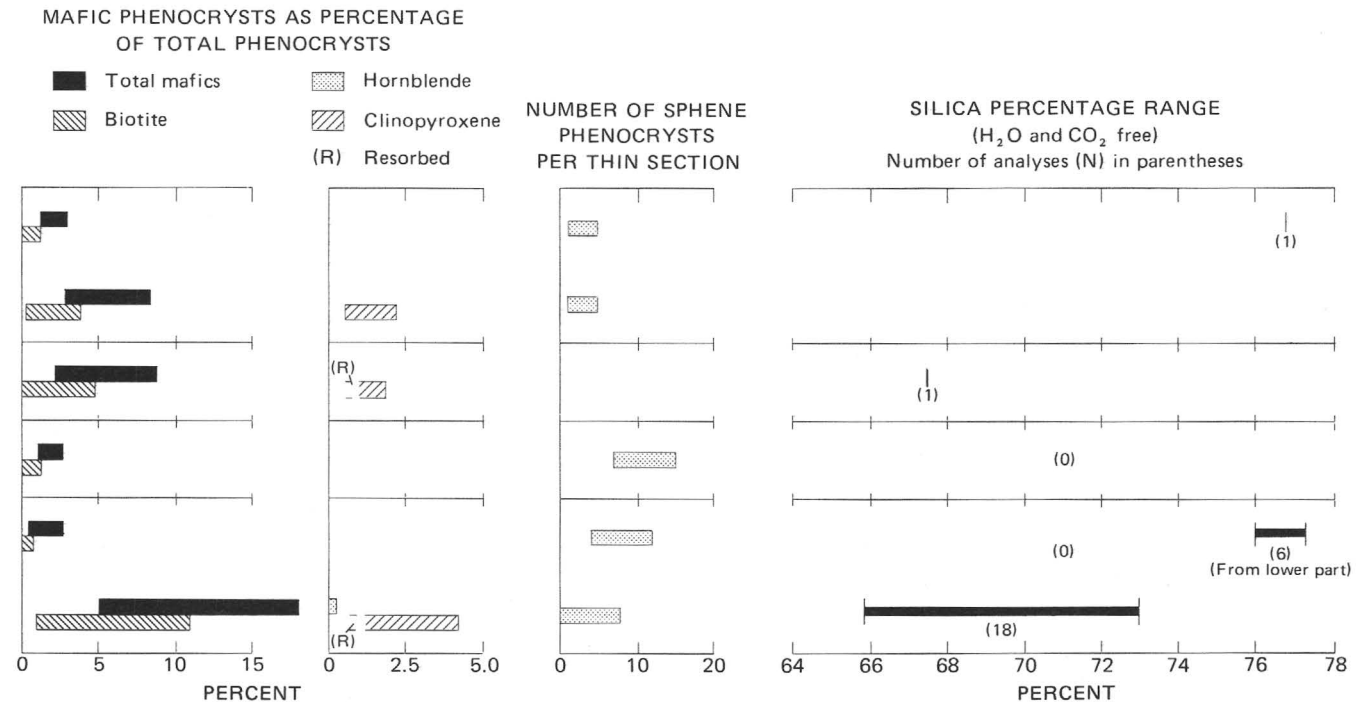 MAFIC PHENOCRYSTS AS PERCENTAGE
OF TOTAL PHENOCRYSTS
Total mafics
Hornblende
Biotite
Clinopyroxene
(R) Resorbed
NUMBER OF SPHENE
PHENOCRYSTS
PER THIN SECTION
SILICA PERCENTAGE RANGE
(H₂O and CO₂ free)
Number of analyses (N) in parentheses
(1)
(R)
(1)
(0)
(0)
(6)
(From lower part)
(R)
(18)
0 5 10 15
0 2.5 5.0
0 10 20
64 66 68 70 72 74 76 78
PERCENT
PERCENT